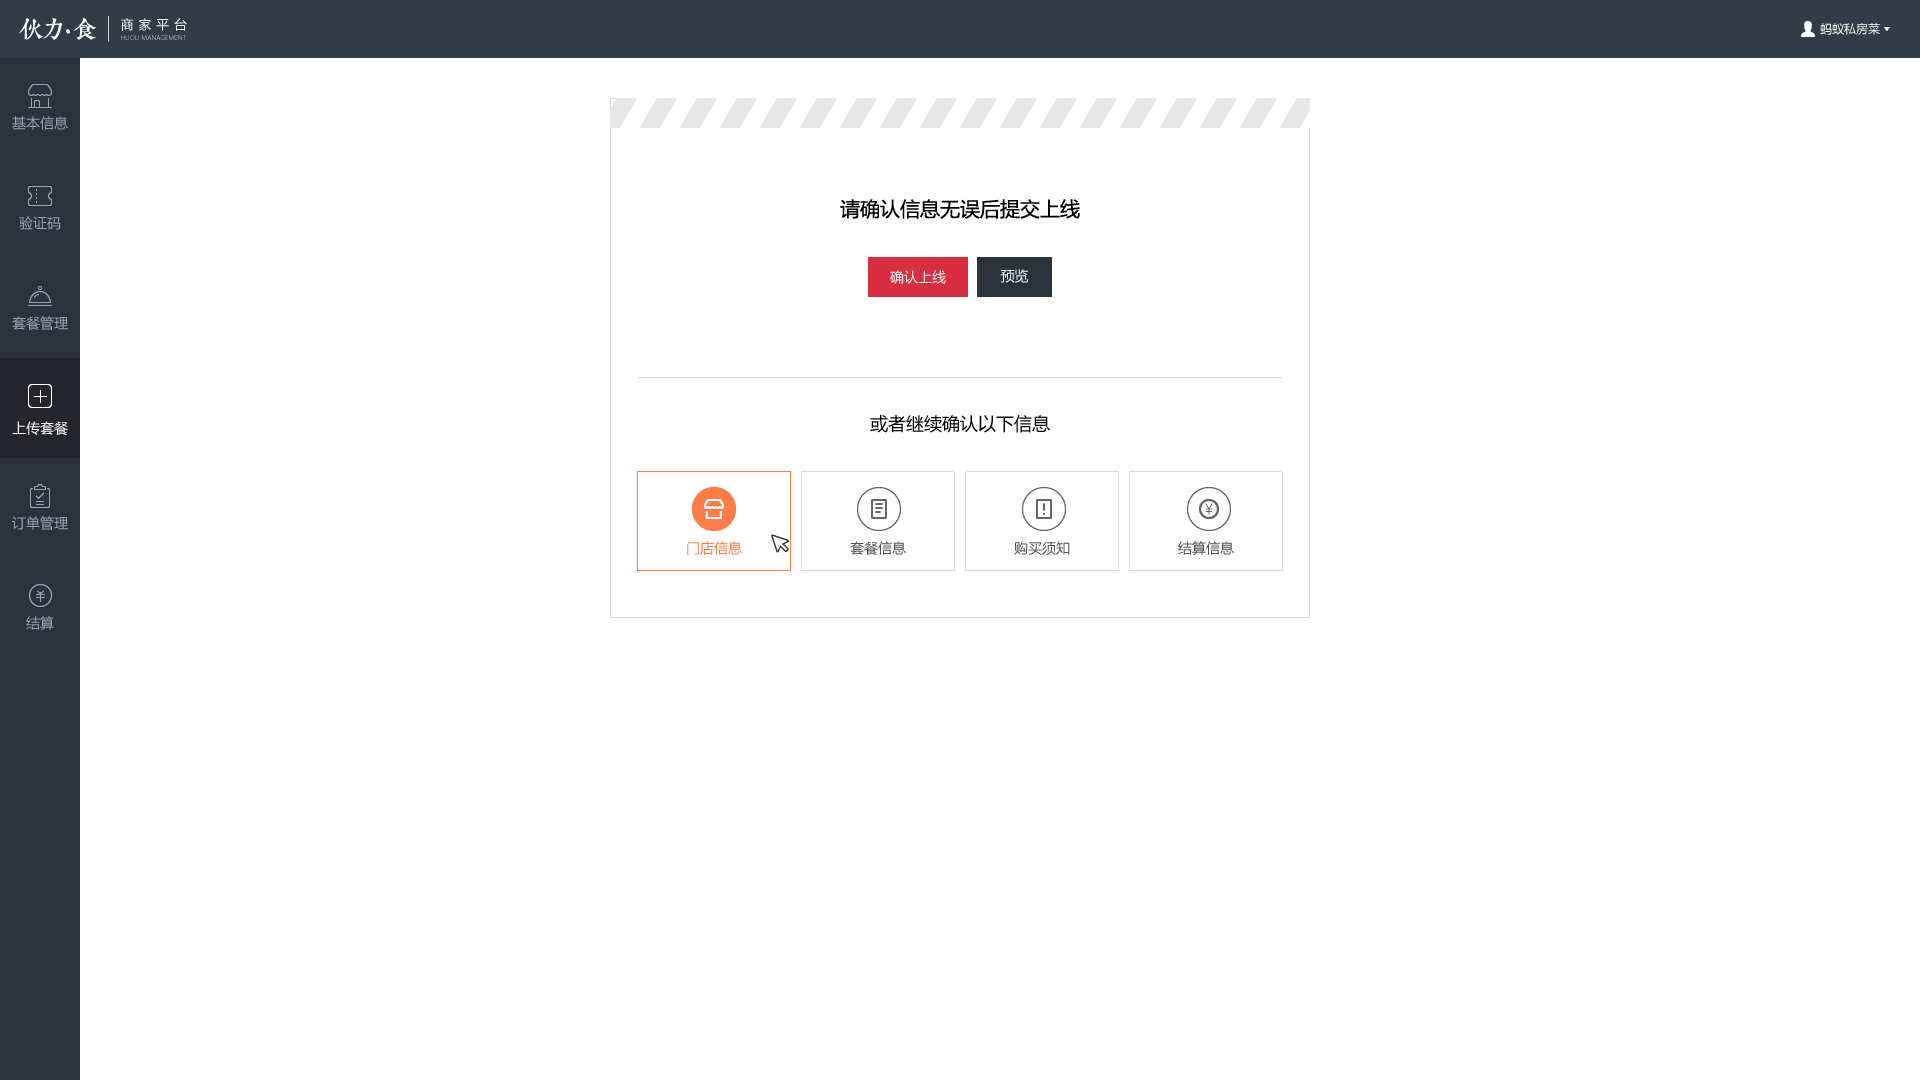 伙力·食
商家平台
HUOLI MANAGEMENT
蚂蚁私房菜
基本信息
验证码
套餐管理
上传套餐
订单管理
结算
请确认信息无误后提交上线
确认上线
预览
或者继续确认以下信息
门店信息
套餐信息
购买须知
结算信息